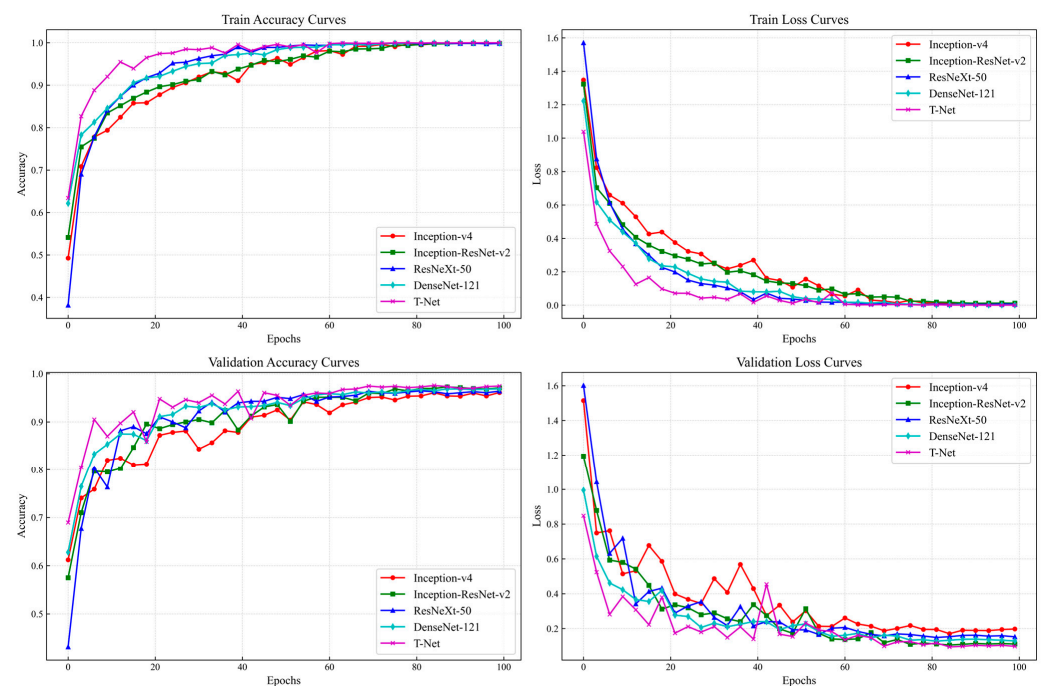 Train Accuracy Curves
1.0
0.9
0.8
0.7
0.6
0.5
0.4
Accuracy
0
20
40
60
80
100
Epochs
Inception-v4
Inception-ResNet-v2
ResNeXt-50
DenseNet-121
T-Net
Train Loss Curves
1.6
1.4
1.2
1.0
0.8
0.6
0.4
0.2
0.0
Loss
0
20
40
60
80
100
Epochs
Inception-v4
Inception-ResNet-v2
ResNeXt-50
DenseNet-121
T-Net
Validation Accuracy Curves
1.0
0.9
0.8
0.7
0.6
0.5
Accuracy
0
20
40
60
80
100
Epochs
Inception-v4
Inception-ResNet-v2
ResNeXt-50
DenseNet-121
T-Net
Validation Loss Curves
1.6
1.4
1.2
1.0
0.8
0.6
0.4
0.2
Loss
0
20
40
60
80
100
Epochs
Inception-v4
Inception-ResNet-v2
ResNeXt-50
DenseNet-121
T-Net